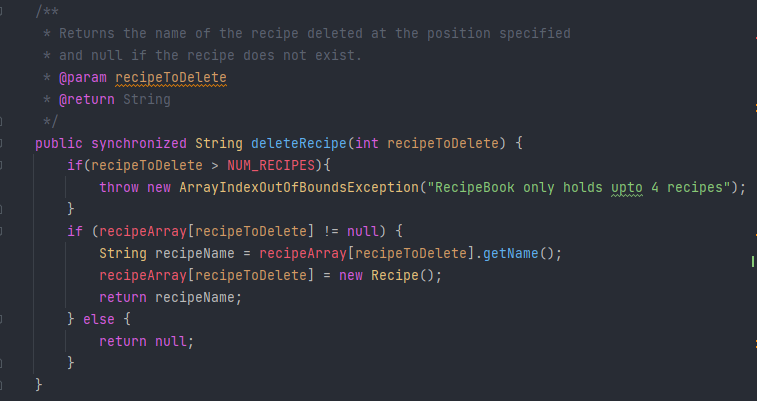 /**
* Returns the name of the recipe deleted at the position specified
* and null if the recipe does not exist.
* @param recipeToDelete
* @return String
*/
public synchronized String deleteRecipe(int recipeToDelete) {
if(recipeToDelete > NUM_RECIPES){
throw new ArrayIndexOutOfBoundsException("RecipeBook only holds upto 4 recipes");
}
if (recipeArray[recipeToDelete] != null) {
String recipeName = recipeArray[recipeToDelete].getName();
recipeArray[recipeToDelete] = new Recipe();
return recipeName;
} else {
return null;
}
}